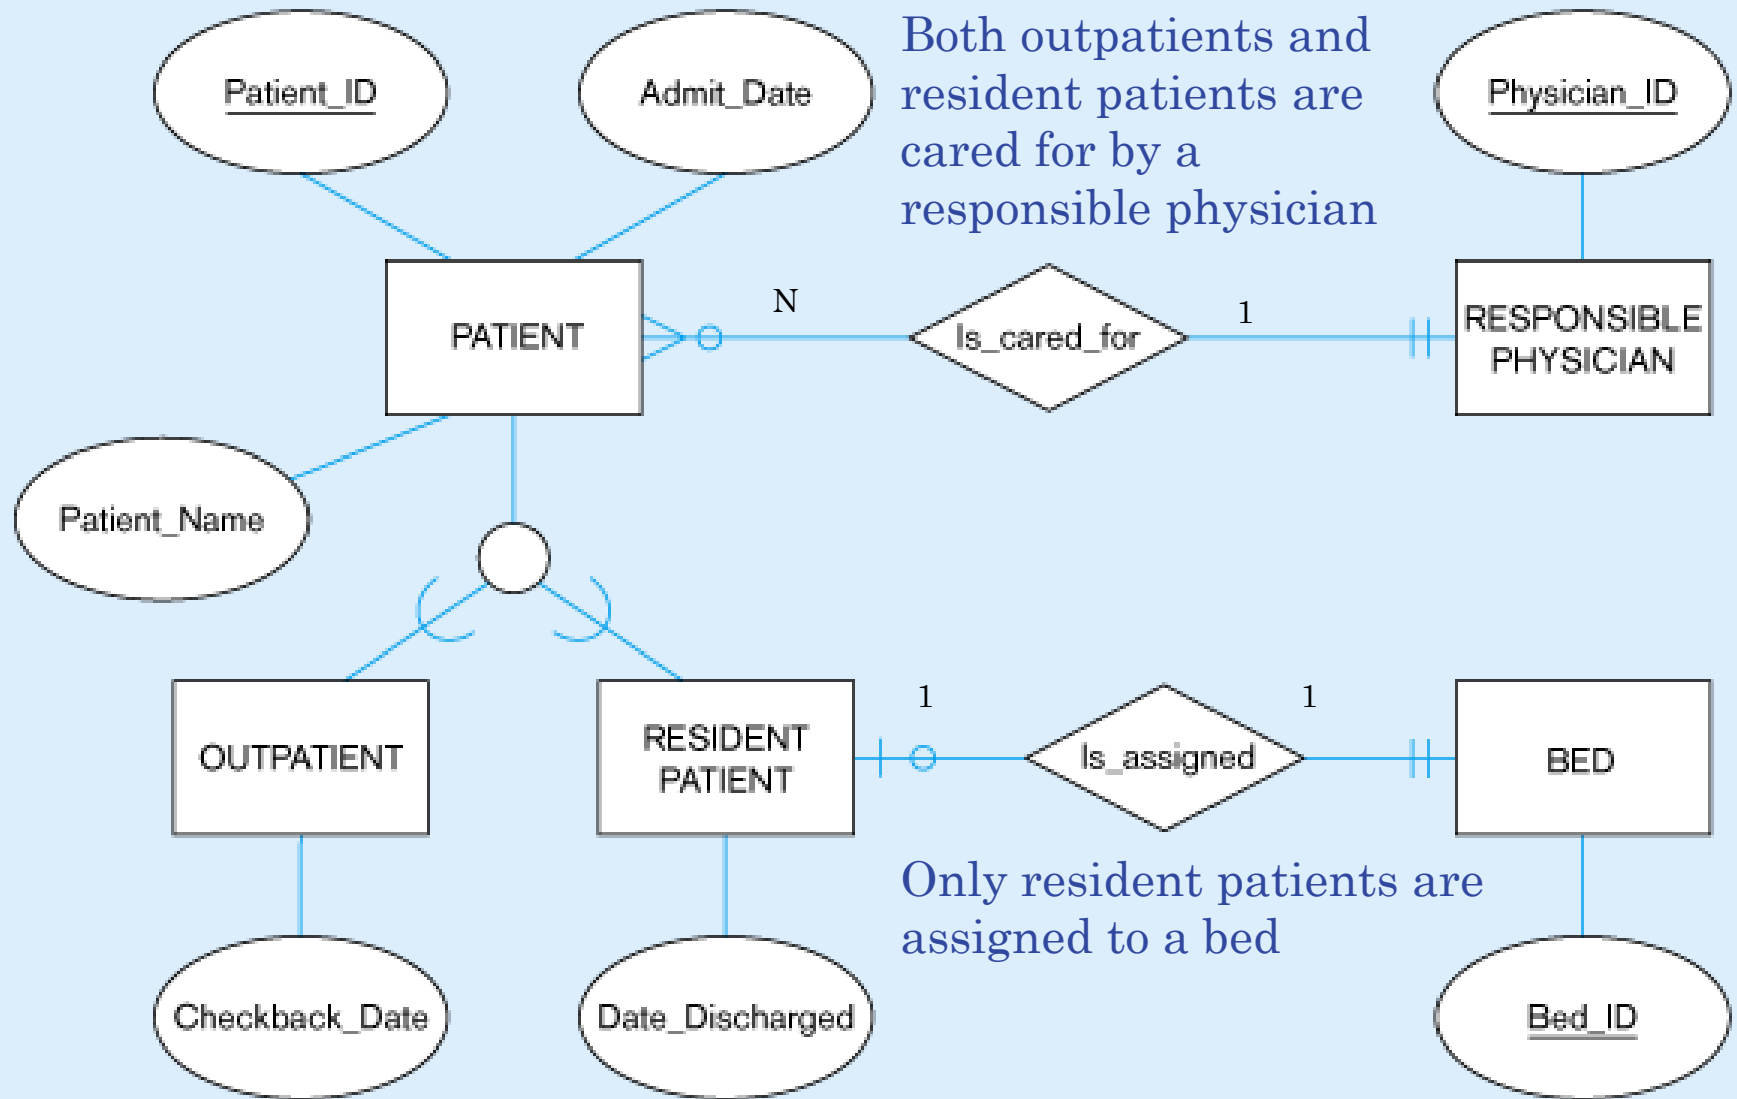 Both outpatients and
resident patients are
cared for by a
responsible physician
Patient_ID
Admit_Date
Physician_ID
PATIENT
N
Is_cared_for
1
RESPONSIBLE
PHYSICIAN
Patient_Name
OUTPATIENT
RESIDENT
PATIENT
1
Is_assigned
1
BED
Only resident patients are
assigned to a bed
Checkback_Date
Date_Discharged
Bed_ID